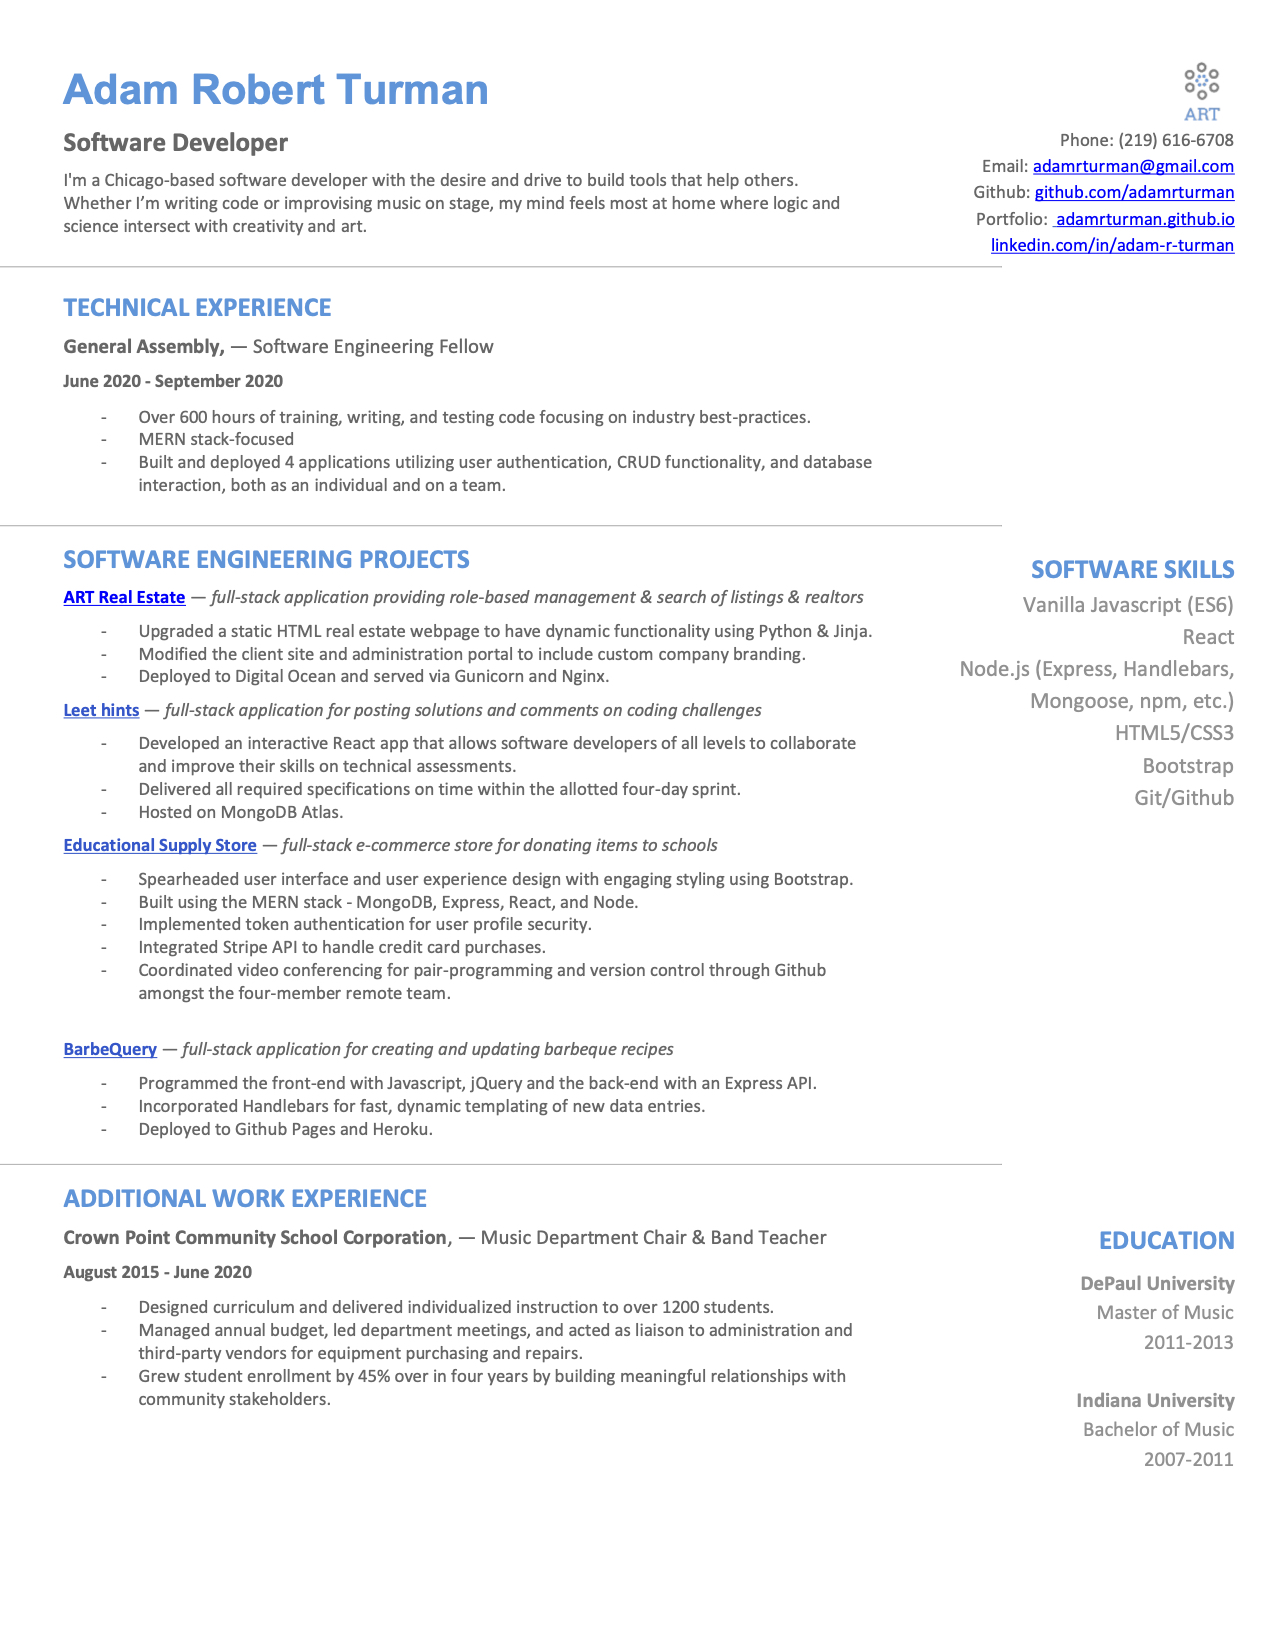 Adam Robert Turman
Software Developer
I'm a Chicago-based software developer with the desire and drive to build tools that help others.
Whether I’m writing code or improvising music on stage, my mind feels most at home where logic and
science intersect with creativity and art.
ART
Phone: (219) 616-6708
Email: adamrturman@gmail.com
Github: github.com/adamrturman
Portfolio: adamrturman.github.io
linkedin.com/in/adam-r-turman
TECHNICAL EXPERIENCE
General Assembly, — Software Engineering Fellow
June 2020 - September 2020
- Over 600 hours of training, writing, and testing code focusing on industry best-practices.
- MERN stack-focused
- Built and deployed 4 applications utilizing user authentication, CRUD functionality, and database
interaction, both as an individual and on a team.
SOFTWARE ENGINEERING PROJECTS
ART Real Estate — full-stack application providing role-based management & search of listings & realtors
- Upgraded a static HTML real estate webpage to have dynamic functionality using Python & Jinja.
- Modified the client site and administration portal to include custom company branding.
- Deployed to Digital Ocean and served via Gunicorn and Nginx.
Leet hints — full-stack application for posting solutions and comments on coding challenges
- Developed an interactive React app that allows software developers of all levels to collaborate
and improve their skills on technical assessments.
- Delivered all required specifications on time within the allotted four-day sprint.
- Hosted on MongoDB Atlas.
Educational Supply Store — full-stack e-commerce store for donating items to schools
- Spearheaded user interface and user experience design with engaging styling using Bootstrap.
- Built using the MERN stack - MongoDB, Express, React, and Node.
- Implemented token authentication for user profile security.
- Integrated Stripe API to handle credit card purchases.
- Coordinated video conferencing for pair-programming and version control through Github
amongst the four-member remote team.
BarbeQuery — full-stack application for creating and updating barbeque recipes
- Programmed the front-end with Javascript, jQuery and the back-end with an Express API.
- Incorporated Handlebars for fast, dynamic templating of new data entries.
- Deployed to Github Pages and Heroku.
SOFTWARE SKILLS
Vanilla Javascript (ES6)
React
Node.js (Express, Handlebars,
Mongoose, npm, etc.)
HTML5/CSS3
Bootstrap
Git/Github
ADDITIONAL WORK EXPERIENCE
Crown Point Community School Corporation, — Music Department Chair & Band Teacher
August 2015 - June 2020
- Designed curriculum and delivered individualized instruction to over 1200 students.
- Managed annual budget, led department meetings, and acted as liaison to administration and
third-party vendors for equipment purchasing and repairs.
- Grew student enrollment by 45% over in four years by building meaningful relationships with
community stakeholders.
EDUCATION
DePaul University
Master of Music
2011-2013
Indiana University
Bachelor of Music
2007-2011